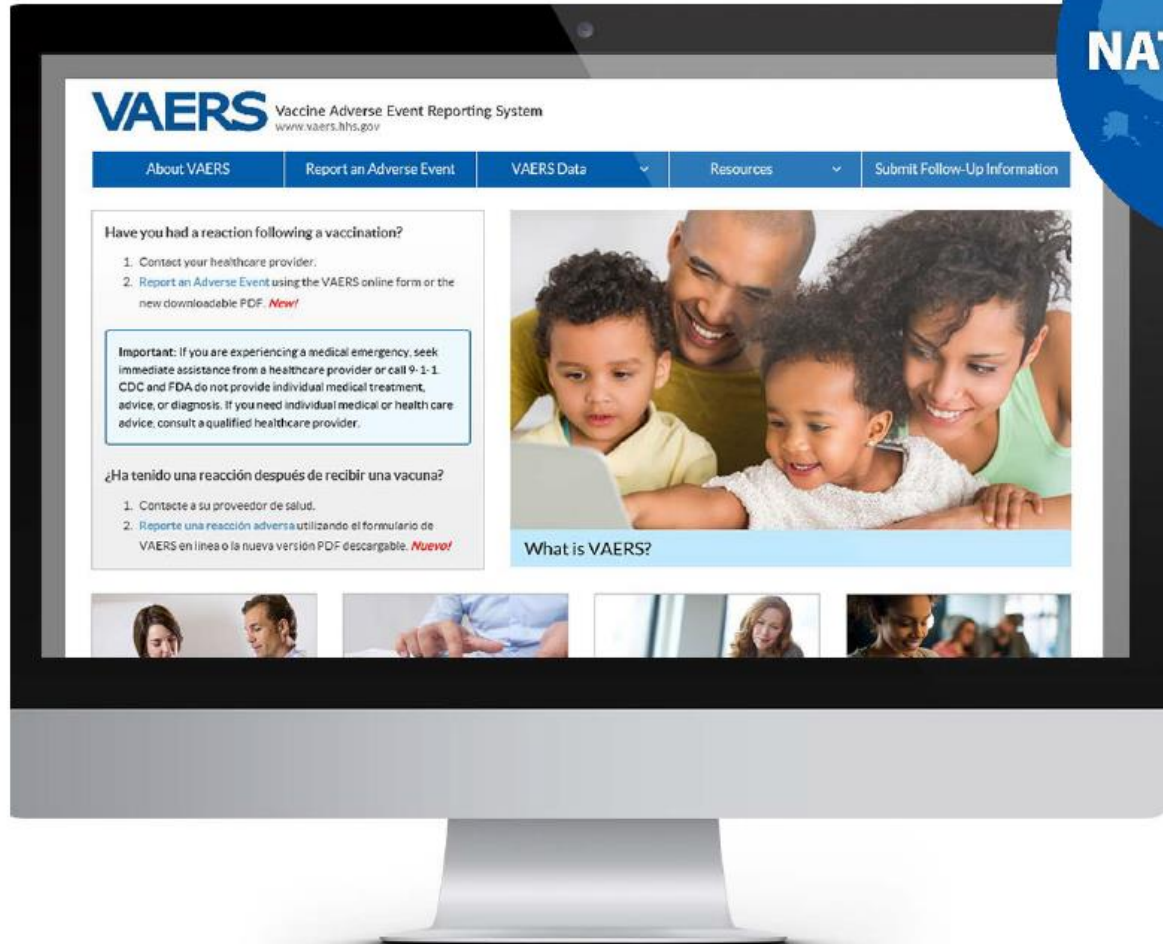 VAERS Vaccine Adverse Event Reporting System
www.vaers.hhs.gov
About VAERS Report an Adverse Event VAERS Data Resources Submit Follow-Up Information
Have you had a reaction following a vaccination?
1. Contact your healthcare provider.
2. Report an Adverse Event using the VAERS online form or the
new downloadable PDF. New!
Important: If you are experiencing a medical emergency, seek
immediate assistance from a healthcare provider or call 9-1-1.
CDC and FDA do not provide individual medical treatment,
advice, or diagnosis. If you need individual medical or health care
advice, consult a qualified healthcare provider.
¿Ha tenido una reacción después de recibir una vacuna?
1. Contacte a su proveedor de salud.
2. Reporte una reacción adversa utilizando el formulario de
VAERS en línea o la nueva versión PDF descargable. Nuevo!
What is VAERS?